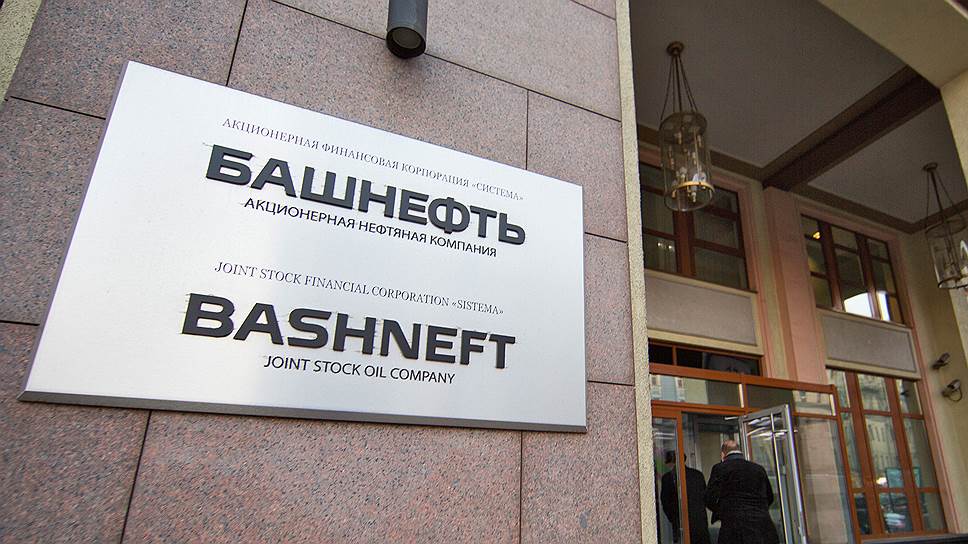 АКЦИОНЕРНАЯ ФИНАНСОВАЯ КОРПОРАЦИЯ «СИСТЕМА»
БАШНЕФТЬ
АКЦИОНЕРНАЯ НЕФТЯНАЯ КОМПАНИЯ
JOINT STOCK FINANCIAL CORPORATION «SISTEMA»
BASHNEFT
JOINT STOCK OIL COMPANY